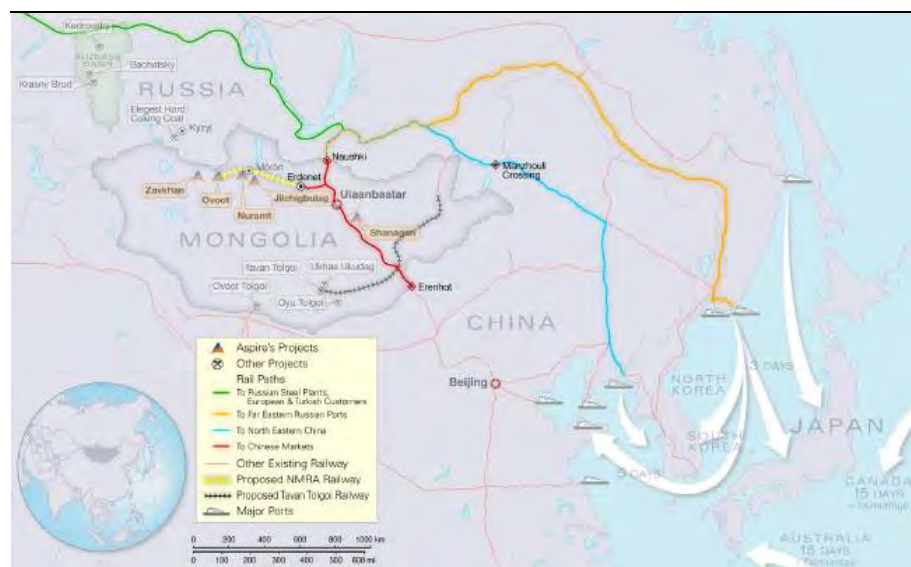 Kedrovsky
KUZBASS
BASIN
Bachatsky
Krasny Brod
RUSSIA
Elegest Hard
Coking Coal
Kyzyl
Naushki
Mörön
Erdenet
Manzhouli
Crossing
Zavkhan
Ovoot
Nuramt
Jilchigbulag
Ulaanbaatar
Shanagan
MONGOLIA
Tavan Tolgoi
Ukhaa Ukudag
Ovoot Tolgoi
Oyu Tolgoi
Erenhot
CHINA
Beijing
NORTH
KOREA
SOUTH
KOREA
JAPAN
3 DAYS
5 DAYS
CANADA
15 DAYS
AUSTRALIA
15 DAYS
Aspire's Projects
Other Projects
Rail Paths
To Russian Steel Plants,
European & Turkish Customers
To Far Eastern Russian Ports
To North Eastern China
To Chinese Markets
Other Existing Railway
Proposed NMRA Railway
Proposed Tavan Tolgoi Railway
Major Ports
0 200 400 600 800 1000 km
0 100 200 300 400 500 600 mi